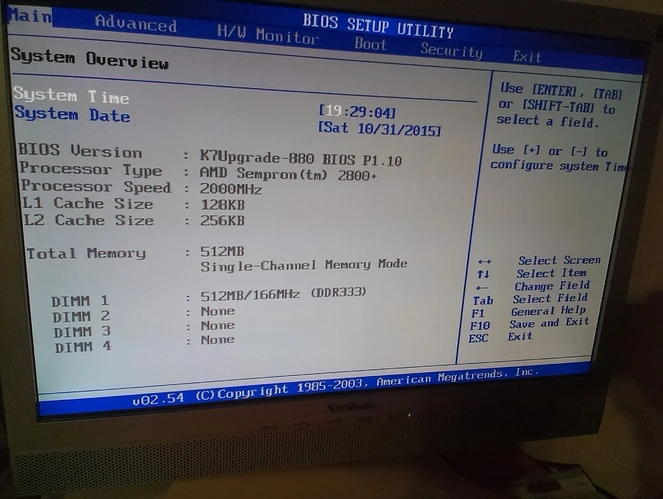 BIOS SETUP UTILITY
Main Advanced H/W Monitor Boot Security Exit
System Overview
System Time [19:29:04]
System Date [Sat 10/31/2015]
BIOS Version : K7Upgrade-880 BIOS P1.10
Processor Type : AMD Sempron(tm) 2800+
Processor Speed : 2000MHz
L1 Cache Size : 128KB
L2 Cache Size : 256KB
Total Memory : 512MB
Single-Channel Memory Mode
DIMM 1 : 512MB/166MHz (DDR333)
DIMM 2 : None
DIMM 3 : None
DIMM 4 : None
Use [ENTER], [TAB]
or [SHIFT-TAB] to
select a field.
Use [+] or [-] to
configure system Time
↔ Select Screen
↑↓ Select Item
+- Change Field
Tab Select Field
F1 General Help
F10 Save and Exit
ESC Exit
v02.54 (C)Copyright 1985-2003, American Megatrends, Inc.
ViewSonic